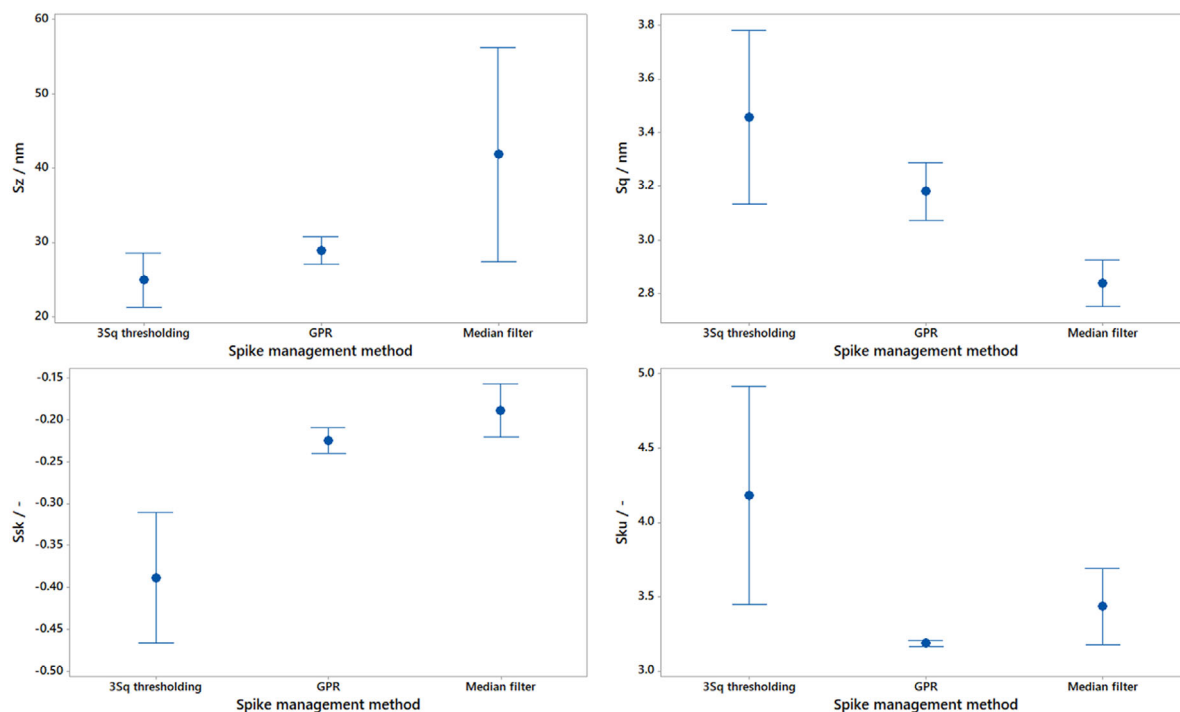 Sz / nm
60
50
40
30
20
3Sq thresholding GPR Median filter
Spike management method
Sq / nm
3.8
3.6
3.4
3.2
3.0
2.8
3Sq thresholding GPR Median filter
Spike management method
Ssk / -
-0.15
-0.20
-0.25
-0.30
-0.35
-0.40
-0.45
-0.50
3Sq thresholding GPR Median filter
Spike management method
Sku / -
5.0
4.5
4.0
3.5
3.0
3Sq thresholding GPR Median filter
Spike management method